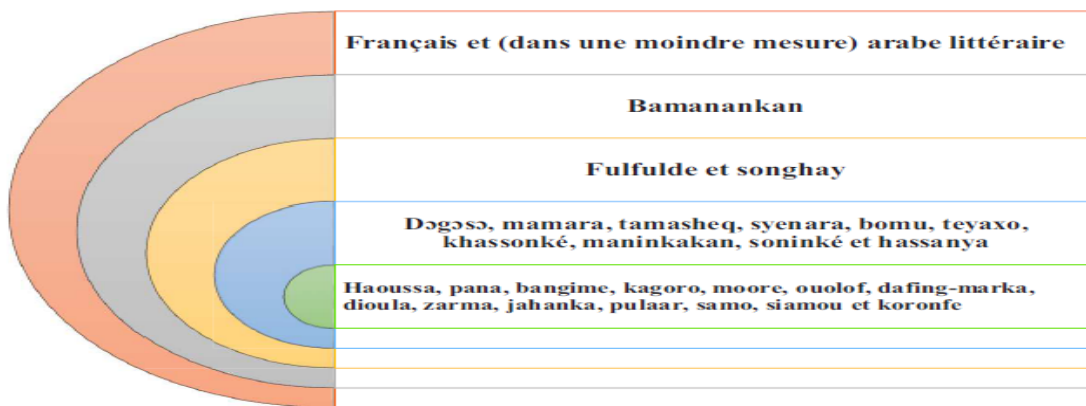 Français et (dans une moindre mesure) arabe littéraire
Bamanankan
Fulfulde et songhay
Dɔgɔsɔ, mamara, tamasheq, syenara, bomu, teyaxo,
khassonké, maninkakan, soninké et hassanya
Haoussa, pana, bangime, kagoro, moore, ouolof, dafing-marka,
dioula, zarma, jahanka, pulaar, samo, siamou et koronfe